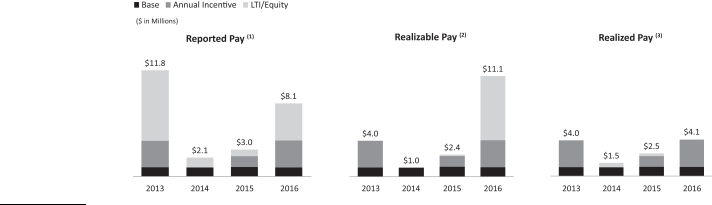 Base Annual Incentive LTI/Equity
($ in Millions)
Reported Pay (1)
$11.8
$2.1
$3.0
$8.1
2013 2014 2015 2016
Realizable Pay (2)
$4.0
$1.0
$2.4
$11.1
2013 2014 2015 2016
Realized Pay (3)
$4.0
$1.5
$2.5
$4.1
2013 2014 2015 2016